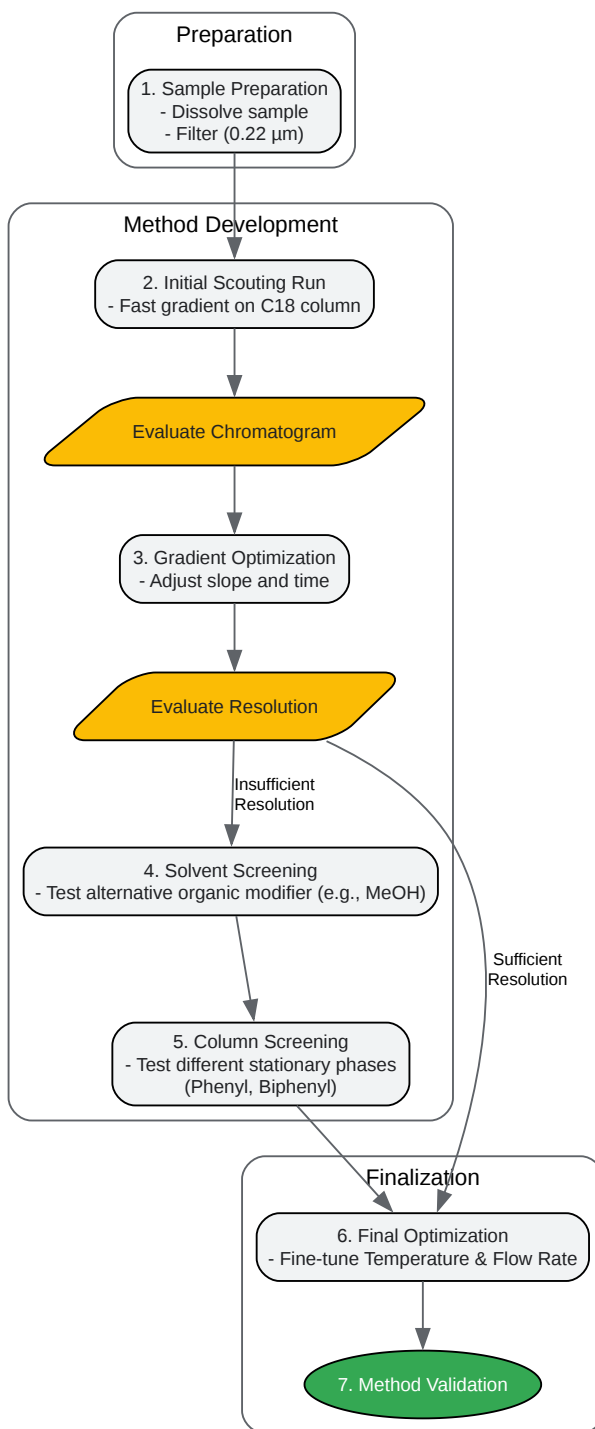 Preparation
1. Sample Preparation
- Dissolve sample
- Filter (0.22 µm)
Method Development
2. Initial Scouting Run
- Fast gradient on C18 column
Evaluate Chromatogram
3. Gradient Optimization
- Adjust slope and time
Evaluate Resolution
Insufficient
Resolution
4. Solvent Screening
- Test alternative organic modifier (e.g., MeOH)
Sufficient
Resolution
5. Column Screening
- Test different stationary phases
(Phenyl, Biphenyl)
Finalization
6. Final Optimization
- Fine-tune Temperature & Flow Rate
7. Method Validation